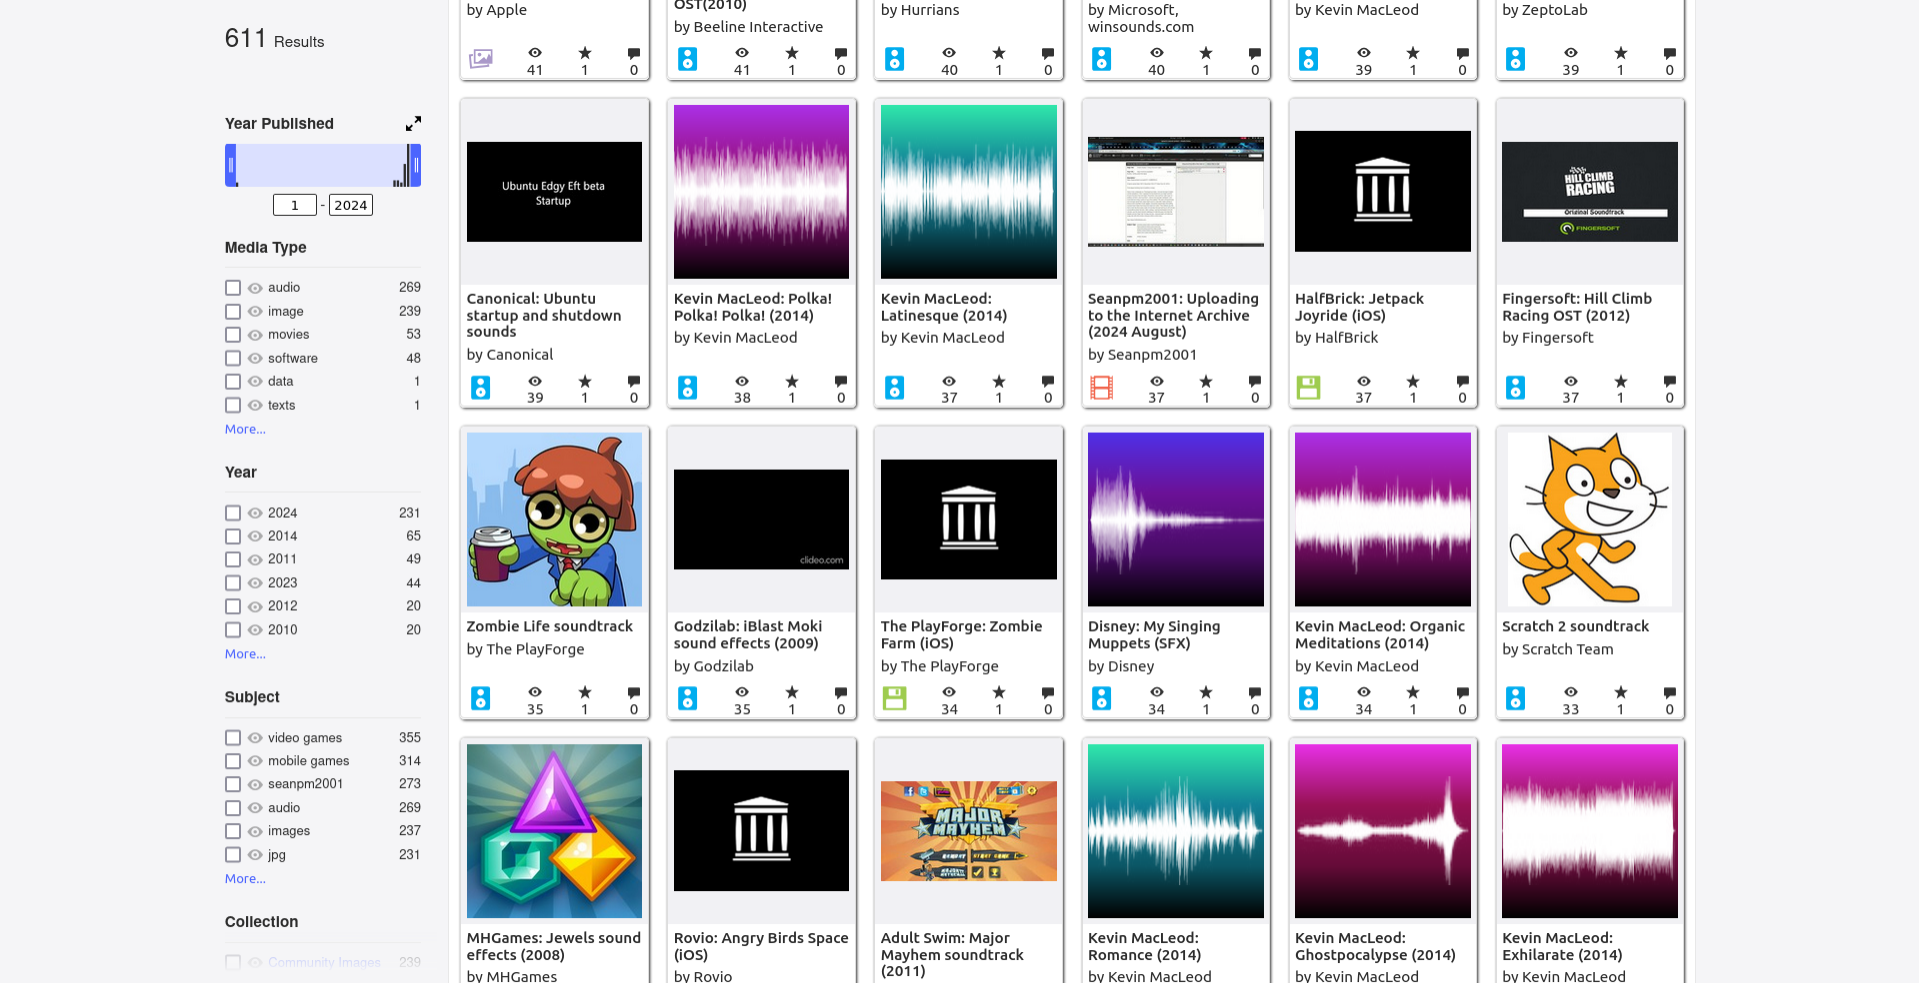 611 Results
Year Published
1 - 2024
Media Type
audio 269
image 239
movies 53
software 48
data 1
texts 1
More...
Year
2024 231
2014 65
2011 49
2023 44
2012 20
2010 20
More...
Subject
video games 355
mobile games 314
seanpm2001 273
audio 269
images 237
jpg 231
More...
Collection
Community Images 239
by Apple
41 1 0
OST(2010)
by Beeline Interactive
41 1 0
by Hurrians
40 1 0
by Microsoft,
winsounds.com
40 1 0
by Kevin MacLeod
39 1 0
by ZeptoLab
39 1 0
Ubuntu Edgy Eft beta
Startup
Canonical: Ubuntu
startup and shutdown
sounds
by Canonical
39 1 0
Kevin MacLeod: Polka!
Polka! Polka! (2014)
by Kevin MacLeod
38 1 0
Kevin MacLeod:
Latinesque (2014)
by Kevin MacLeod
37 1 0
Seanpm2001: Uploading
to the Internet Archive
(2024 August)
by Seanpm2001
37 1 0
HalfBrick: Jetpack
Joyride (iOS)
by HalfBrick
37 1 0
HILL CLIMB
RACING
Original Soundtrack
FINGERSOFT
Fingersoft: Hill Climb
Racing OST (2012)
by Fingersoft
37 1 0
Zombie Life soundtrack
by The PlayForge
35 1 0
clideo.com
Godzilab: iBlast Moki
sound effects (2009)
by Godzilab
35 1 0
The PlayForge: Zombie
Farm (iOS)
by The PlayForge
34 1 0
Disney: My Singing
Muppets (SFX)
by Disney
34 1 0
Kevin MacLeod: Organic
Meditations (2014)
by Kevin MacLeod
34 1 0
Scratch 2 soundtrack
by Scratch Team
33 1 0
MHGames: Jewels sound
effects (2008)
by MHGames
Rovio: Angry Birds Space
(iOS)
by Rovio
MAJOR
MAYHEM
Adult Swim: Major
Mayhem soundtrack
(2011)
Kevin MacLeod:
Romance (2014)
by Kevin MacLeod
Kevin MacLeod:
Ghostpocalypse (2014)
by Kevin MacLeod
Kevin MacLeod:
Exhilarate (2014)
by Kevin MacLeod